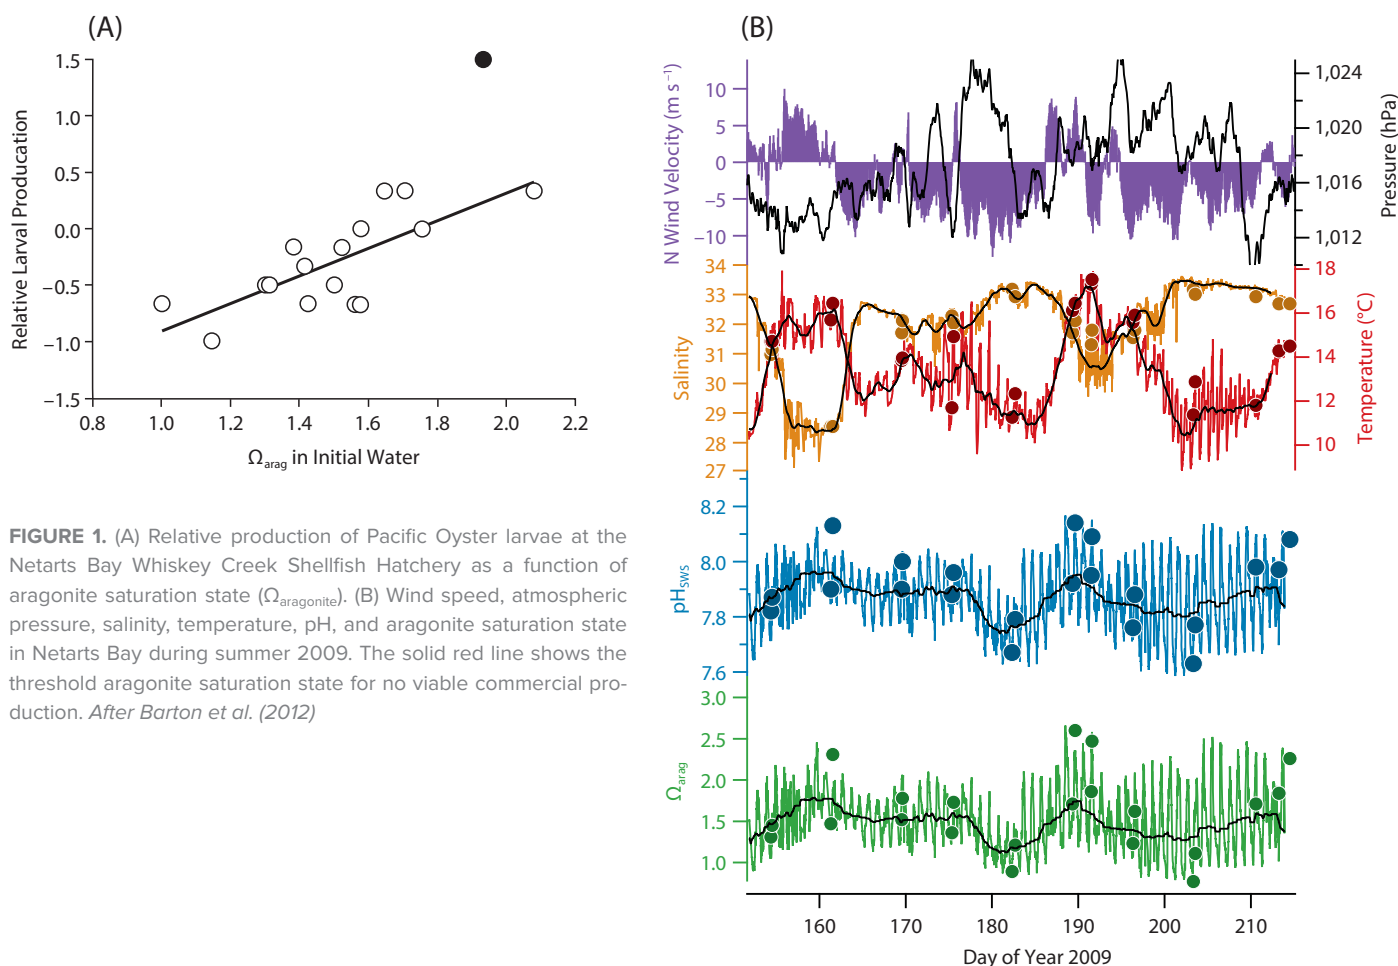 (A)
Relative Larval Producation
1.5
1.0
0.5
0.0
−0.5
−1.0
−1.5
0.8
1.0
1.2
1.4
1.6
1.8
2.0
2.2
Ωarag in Initial Water
FIGURE 1. (A) Relative production of Pacific Oyster larvae at the
Netarts Bay Whiskey Creek Shellfish Hatchery as a function of
aragonite saturation state (Ωaragonite). (B) Wind speed, atmospheric
pressure, salinity, temperature, pH, and aragonite saturation state
in Netarts Bay during summer 2009. The solid red line shows the
threshold aragonite saturation state for no viable commercial pro-
duction. After Barton et al. (2012)
(B)
N Wind Velocity (m s−1)
10
5
0
−5
−10
1,024
1,020
1,016
1,012
Pressure (hPa)
Salinity
34
33
32
31
30
29
28
27
18
16
14
12
10
Temperature (°C)
pHSWS
8.2
8.0
7.8
7.6
Ωarag
3.0
2.5
2.0
1.5
1.0
160
170
180
190
200
210
Day of Year 2009